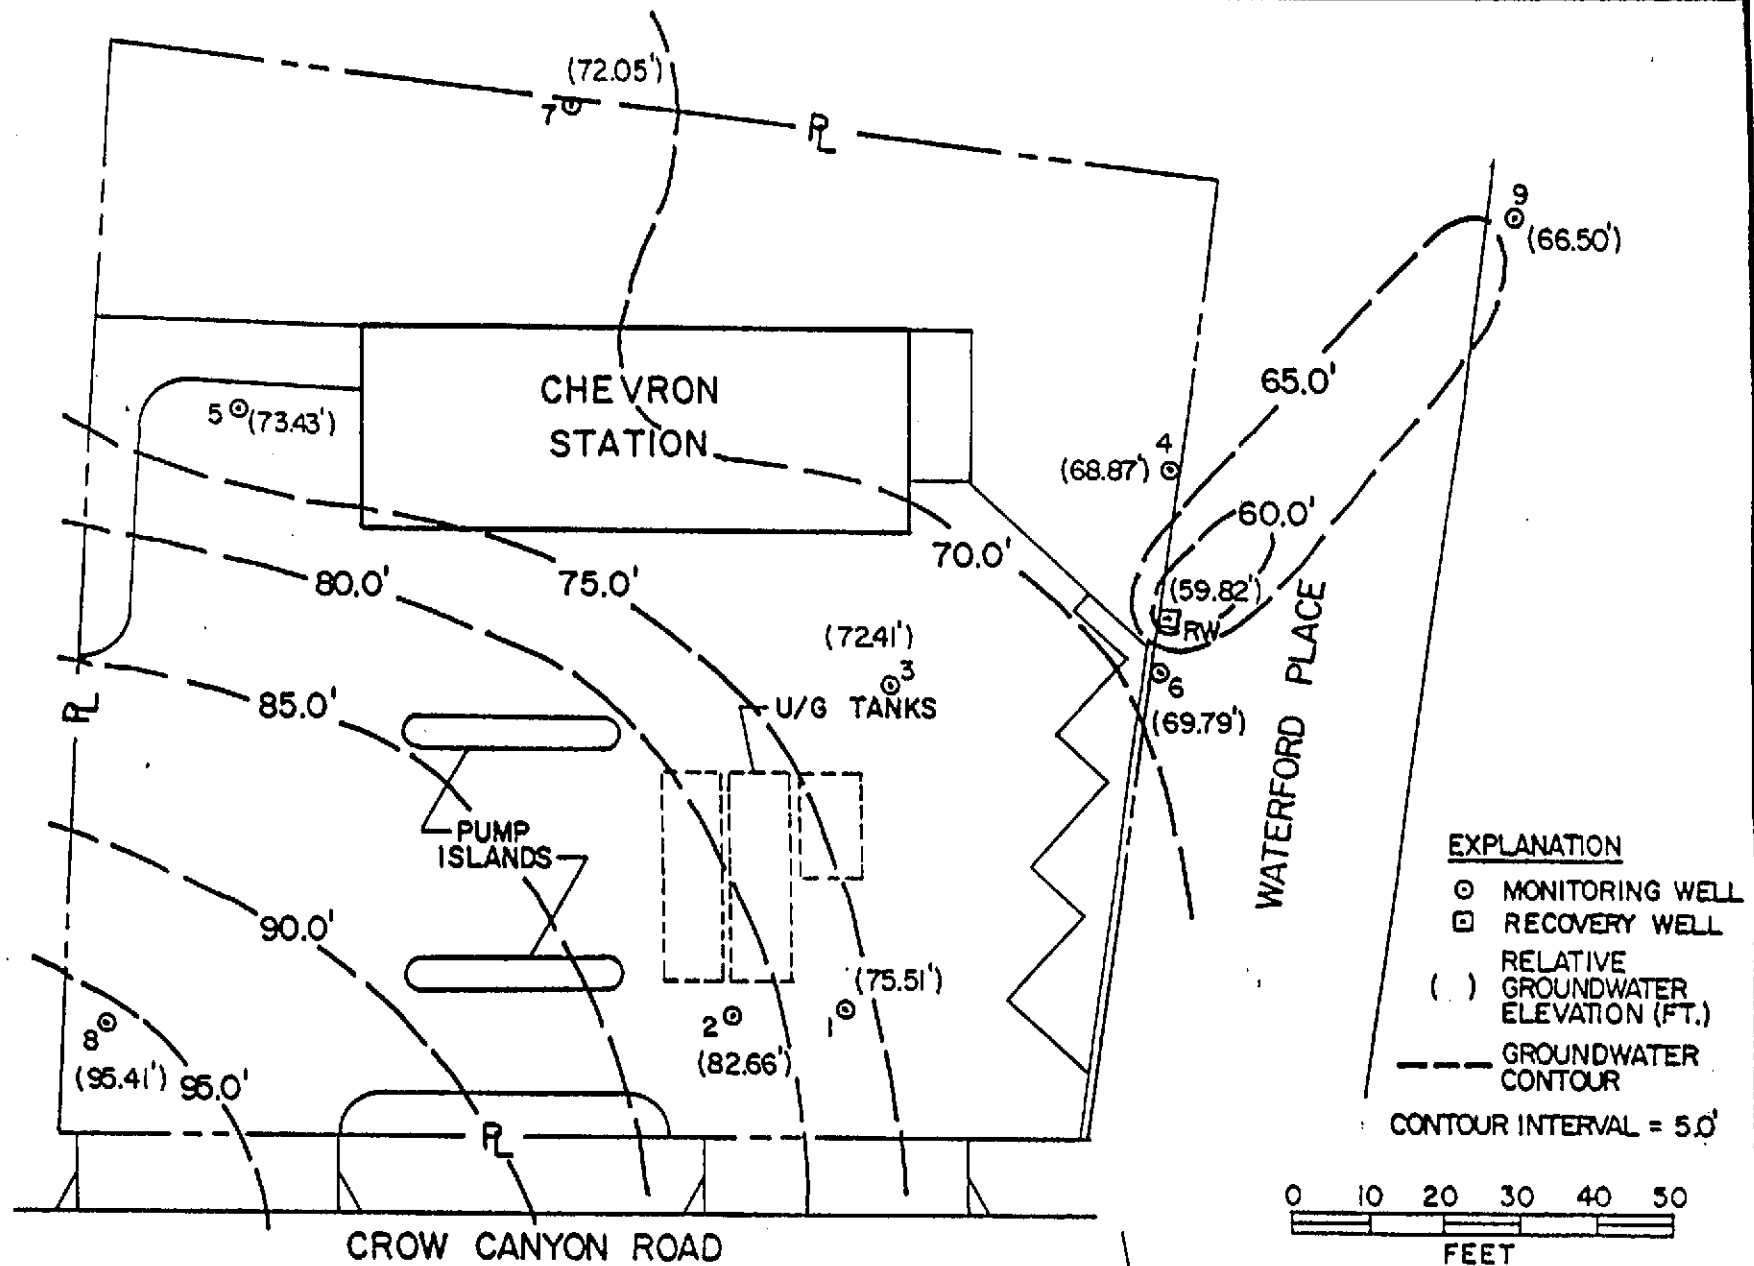 (72.05')
7
PL
9
(66.50')
CHEVRON
STATION
5 (73.43')
65.0'
4
(68.87')
60.0'
70.0'
80.0'
75.0'
(59.82')
RW
(72.41')
3
6
(69.79')
U/G TANKS
85.0'
PL
WATERFORD PLACE
PUMP
ISLANDS
90.0'
(75.51')
1
2
(82.66')
8
(95.41')
95.0'
PL
CROW CANYON ROAD
EXPLANATION
MONITORING WELL
RECOVERY WELL
( ) RELATIVE
GROUNDWATER
ELEVATION (FT.)
GROUNDWATER
CONTOUR
CONTOUR INTERVAL = 5.0'
0 10 20 30 40 50
FEET